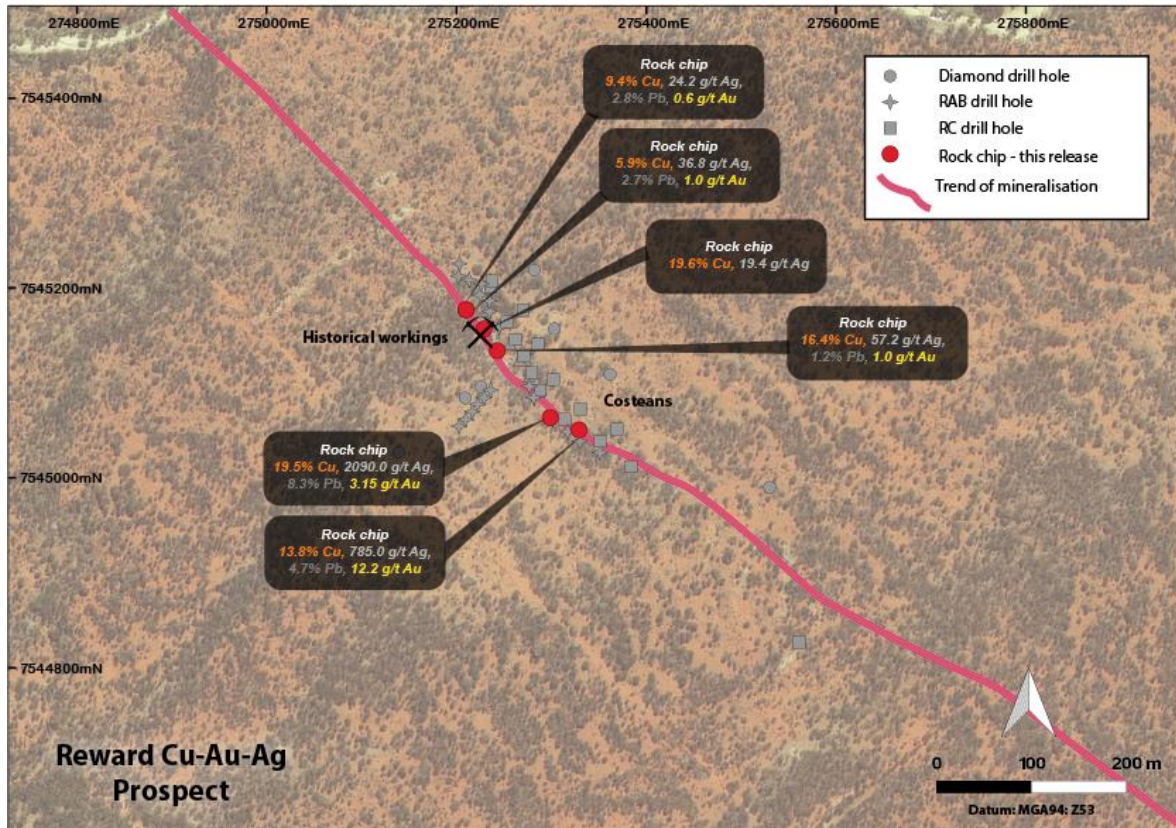 274800mE 275000mE 275200mE 275400mE 275600mE 275800mE
7545400mN
7545200mN
7545000mN
7544800mN
Rock chip
9.4% Cu, 24.2 g/t Ag,
2.8% Pb, 0.6 g/t Au
Rock chip
5.9% Cu, 36.8 g/t Ag,
2.7% Pb, 1.0 g/t Au
Rock chip
19.6% Cu, 19.4 g/t Ag
Rock chip
16.4% Cu, 57.2 g/t Ag,
1.2% Pb, 1.0 g/t Au
Historical workings
Costeans
Rock chip
19.5% Cu, 2090.0 g/t Ag,
8.3% Pb, 3.15 g/t Au
Rock chip
13.8% Cu, 785.0 g/t Ag,
4.7% Pb, 12.2 g/t Au
Diamond drill hole
RAB drill hole
RC drill hole
Rock chip - this release
Trend of mineralisation
Reward Cu-Au-Ag
Prospect
0 100 200 m
Datum: MGA94: Z53